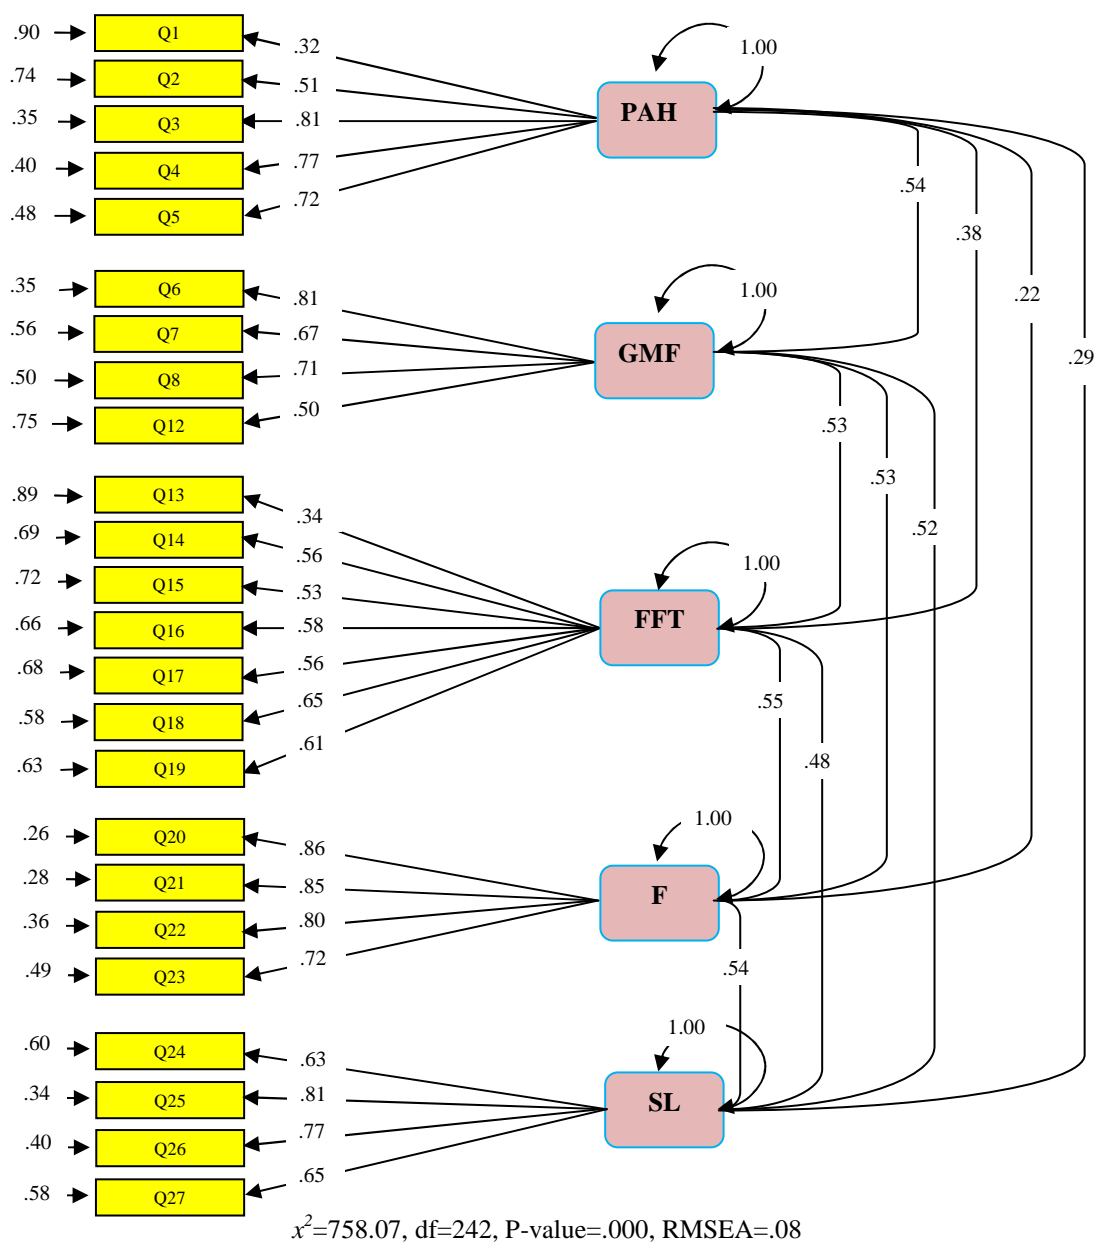 .90 Q1 .32 1.00
.74 Q2 .51
.35 Q3 .81 PAH
.40 Q4 .77
.48 Q5 .72
.54
.38
.22
.29
.35 Q6 .81 1.00
.56 Q7 .67
.50 Q8 .71 GMF
.75 Q12 .50
.53
.53
.52
.89 Q13 .34
.69 Q14 .56 1.00
.72 Q15 .53
.66 Q16 .58 FFT
.68 Q17 .56
.58 Q18 .65
.63 Q19 .61
.55
.48
.26 Q20 .86 1.00
.28 Q21 .85 F
.36 Q22 .80
.49 Q23 .72
.54
.60 Q24 .63 1.00
.34 Q25 .81 SL
.40 Q26 .77
.58 Q27 .65
x²=758.07, df=242, P-value=.000, RMSEA=.08